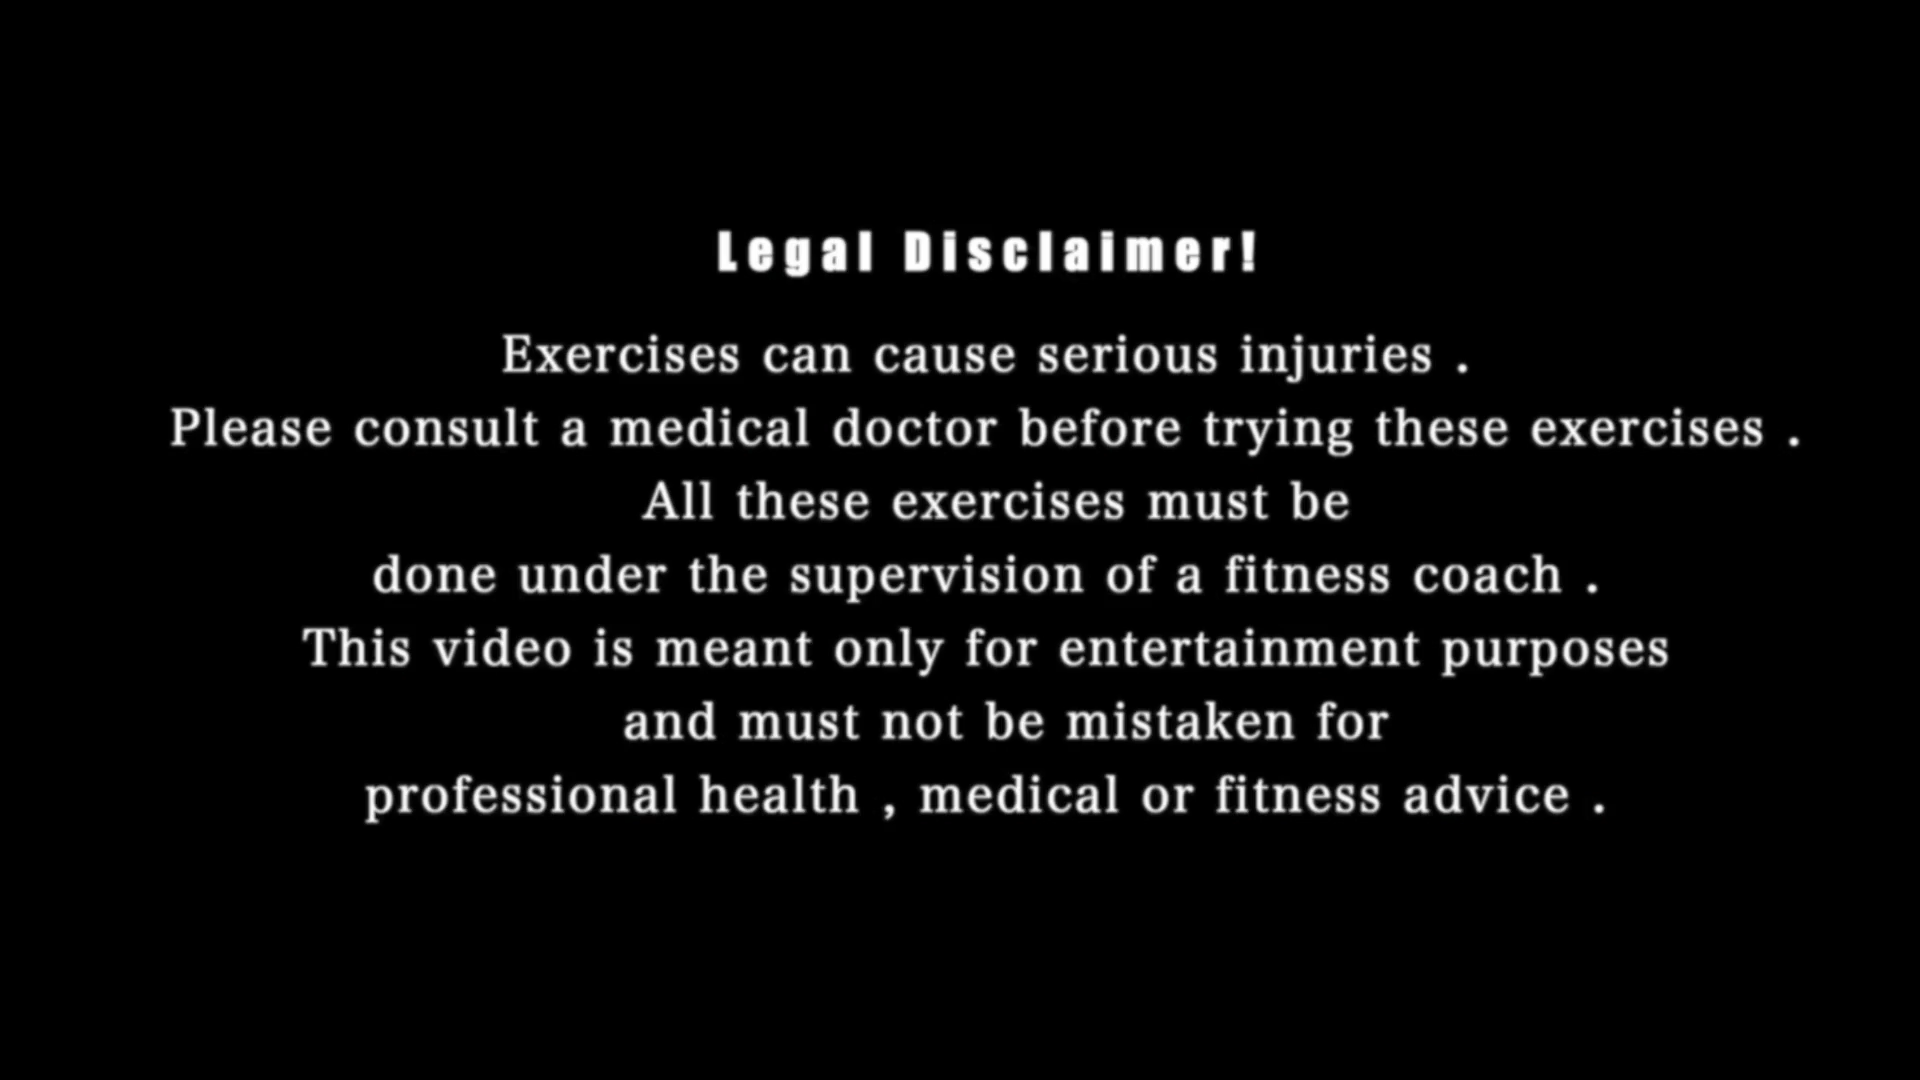 Legal Disclaimer!
Exercises can cause serious injuries .
Please consult a medical doctor before trying these exercises .
All these exercises must be
done under the supervision of a fitness coach .
This video is meant only for entertainment purposes
and must not be mistaken for
professional health , medical or fitness advice .